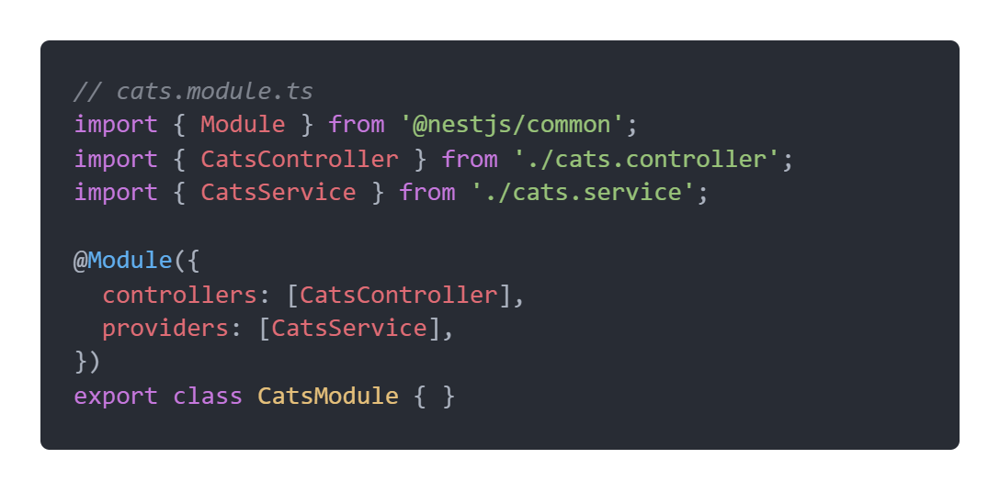 // cats.module.ts
import { Module } from '@nestjs/common';
import { CatsController } from './cats.controller';
import { CatsService } from './cats.service';

@Module({
  controllers: [CatsController],
  providers: [CatsService],
})
export class CatsModule { }